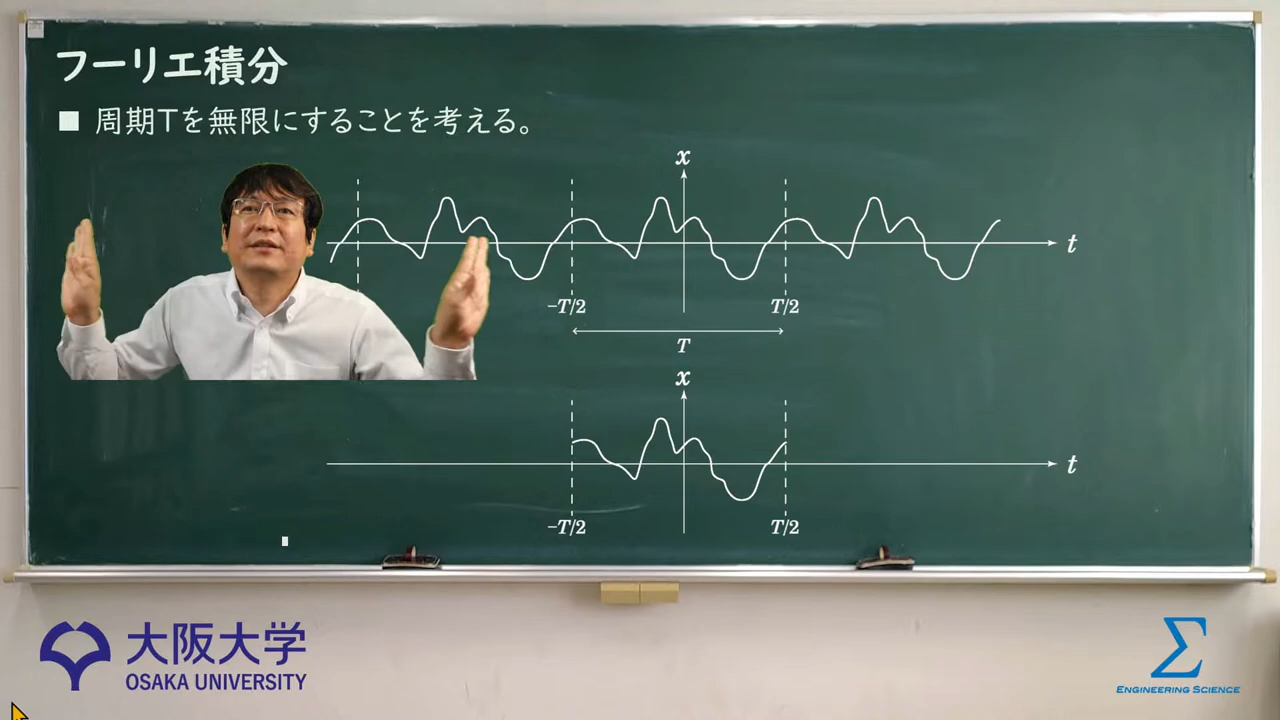 フーリエ積分
■ 周期Tを無限にすることを考える。
x
t
−T/2
T/2
T
x
t
−T/2
T/2
大阪大学
OSAKA UNIVERSITY
Σ
ENGINEERING SCIENCE